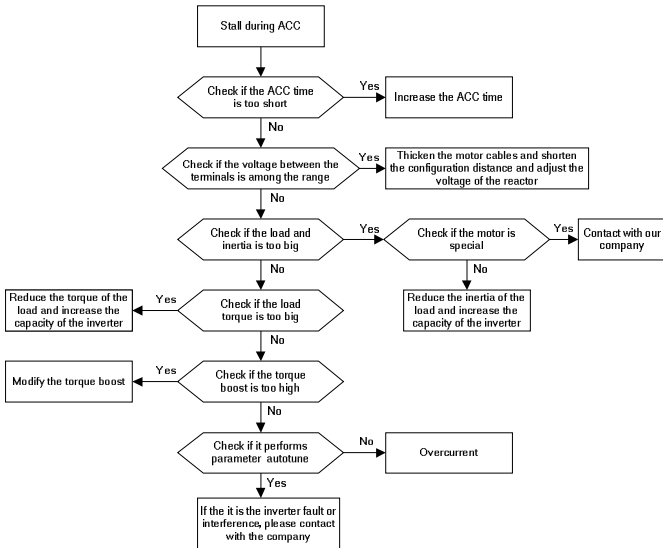 Stall during ACC
Check if the ACC time
is too short
Yes
Increase the ACC time
No
Check if the voltage between the
terminals is among the range
Yes
Thicken the motor cables and shorten
the configuration distance and adjust the
voltage of the reactor
No
Check if the load and
inertia is too big
Yes
Check if the motor is
special
Yes
Contact with our
company
No
No
Reduce the torque of the
load and increase the
capacity of the inverter
Yes
Check if the load
torque is too big
Reduce the inertia of the
load and increase the
capacity of the inverter
No
Modify the torque boost
Yes
Check if the torque
boost is too high
No
Check if it performs
parameter autotune
No
Overcurrent
Yes
If the it is the inverter fault or
interference, please contact
with the company